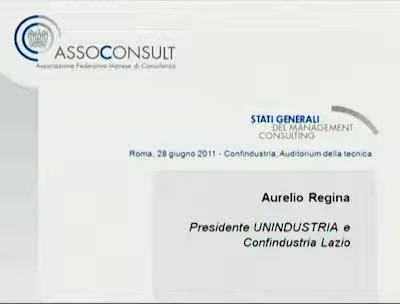 ASSOCONSULT
Associazione Federativa Imprese di Consulenza
STATI GENERALI
DEL MANAGEMENT
CONSULTING
Roma, 28 giugno 2011 - Confindustria, Auditorium della tecnica
Aurelio Regina
Presidente UNINDUSTRIA e
Confindustria Lazio